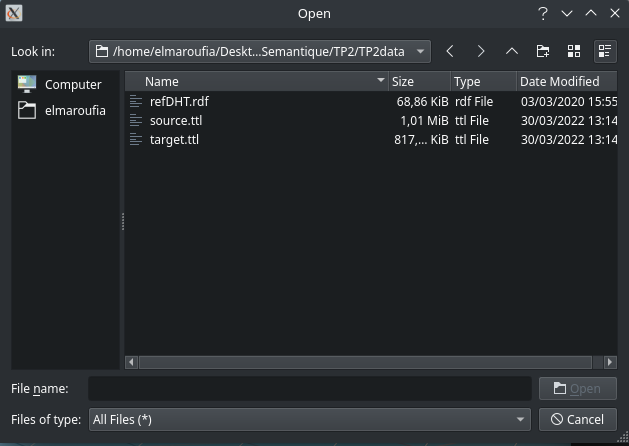 Open
Look in: /home/elmaroufia/Deskt...Semantique/TP2/TP2data
Computer
elmaroufia
Name Size Type Date Modified
refDHT.rdf 68,86 KiB rdf File 03/03/2020 15:55
source.ttl 1,01 MiB ttl File 30/03/2022 13:14
target.ttl 817,... KiB ttl File 30/03/2022 13:14
File name: Open
Files of type: All Files (*) Cancel